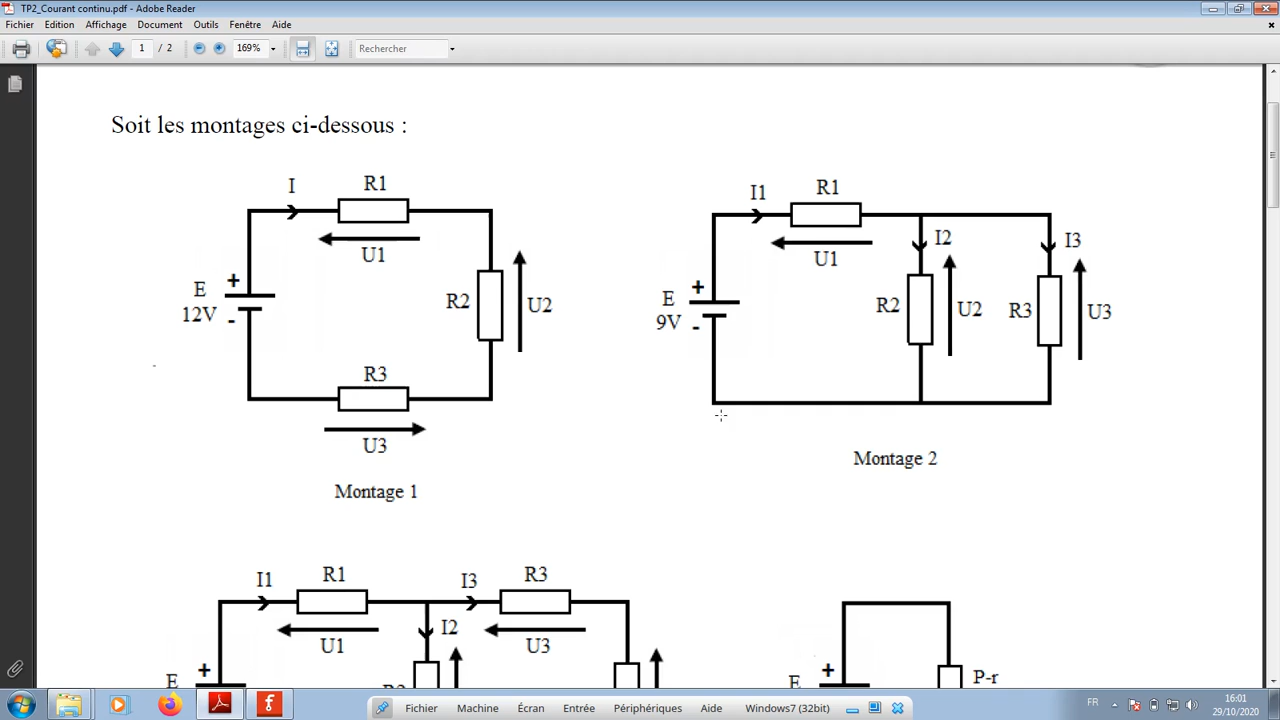 TP2_Courant continu.pdf - Adobe Reader
Fichier Edition Affichage Document Outils Fenêtre Aide
1 / 2 169% Rechercher
Soit les montages ci-dessous :
I R1
U1
+
E
12V
-
R2 U2
R3
U3
Montage 1
I1 R1
U1
I2 I3
+
E
9V
-
R2 U2 R3 U3
Montage 2
I1 R1 I3 R3
U1 I2 U3
+
E
+
E
P-r
FR 16:01
29/10/2020
Fichier Machine Écran Entrée Périphériques Aide Windows7 (32bit)